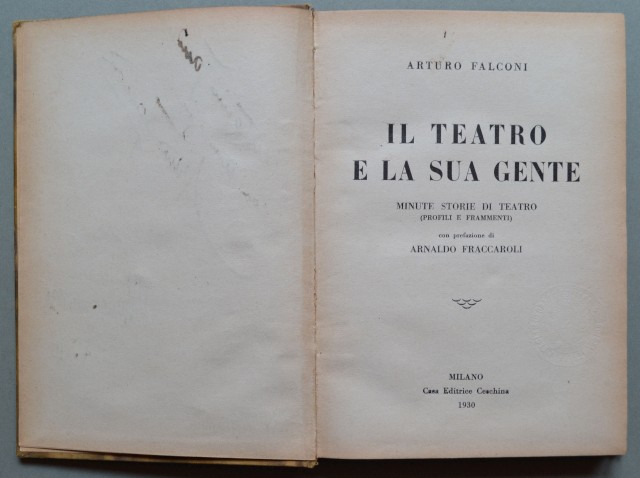 ARTURO FALCONI
IL TEATRO
E LA SUA GENTE
MINUTE STORIE DI TEATRO
(PROFILI E FRAMMENTI)
con prefazione di
ARNALDO FRACCAROLI
MILANO
Casa Editrice Ceschina
1930